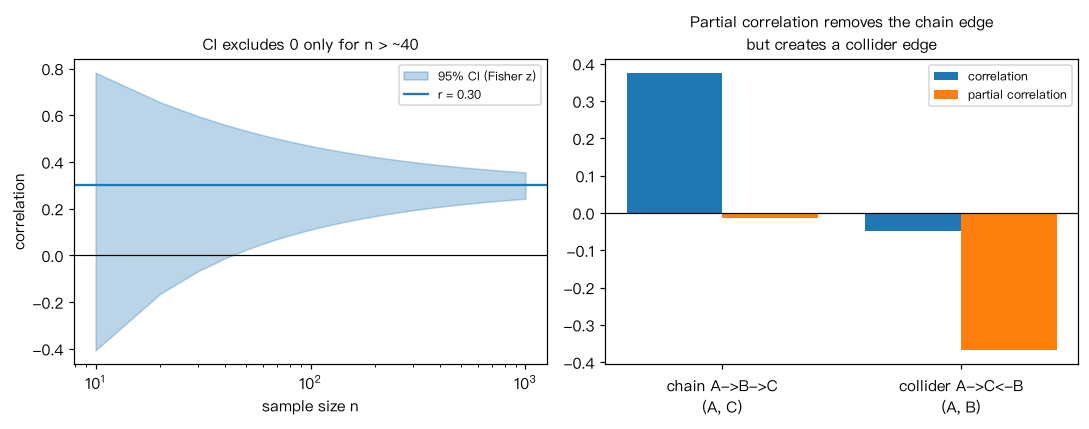 CI excludes 0 only for n > ~40
0.8
0.6
0.4
0.2
0.0
−0.2
−0.4
correlation
95% CI (Fisher z)
r = 0.30
10¹
10²
10³
sample size n
Partial correlation removes the chain edge
but creates a collider edge
0.4
0.3
0.2
0.1
0.0
−0.1
−0.2
−0.3
−0.4
correlation
partial correlation
chain A->B->C
(A, C)
collider A->C<-B
(A, B)